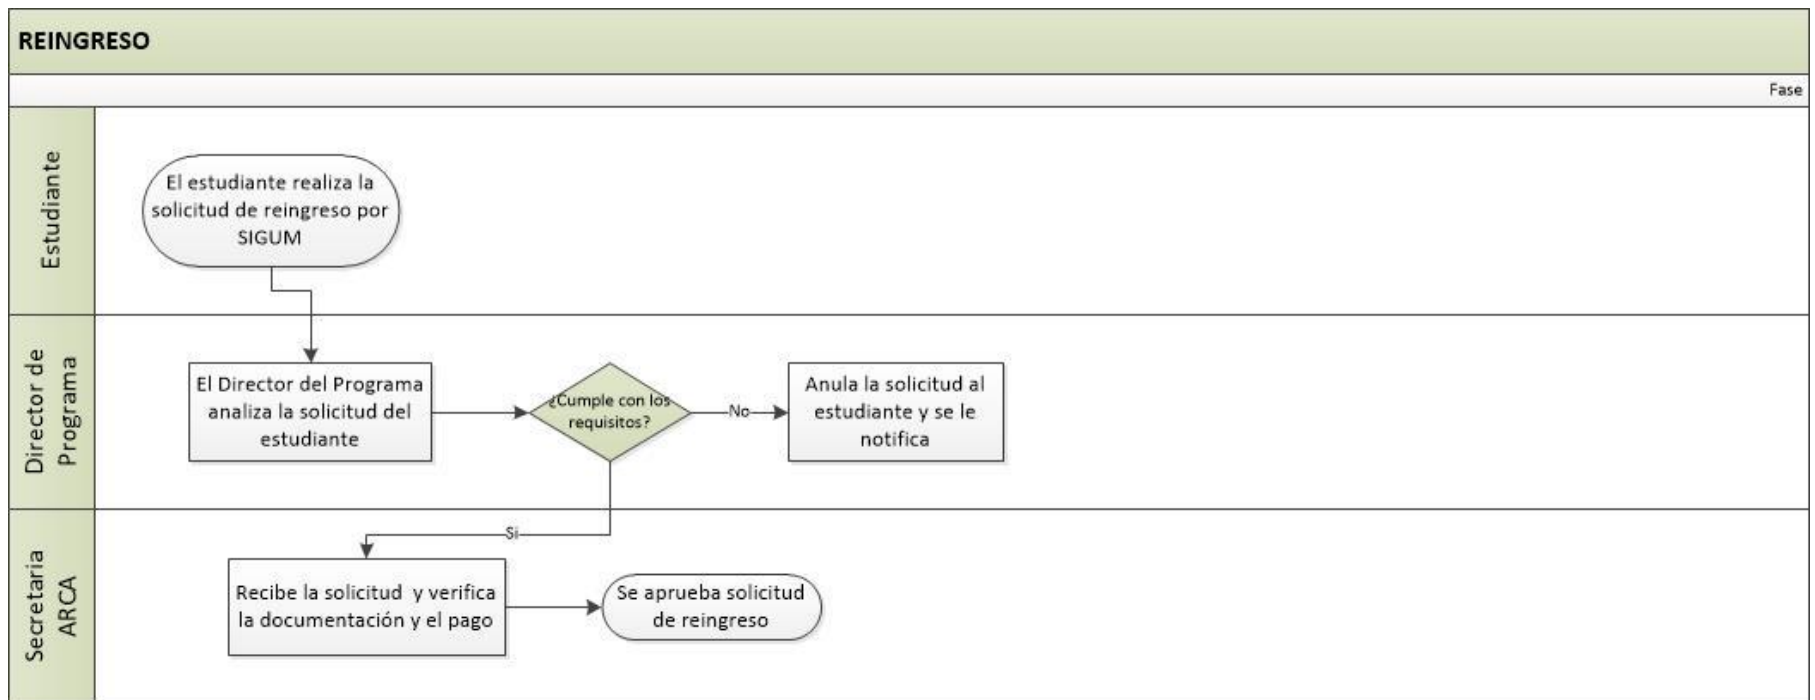 REINGRESO
Fase
Estudiante
El estudiante realiza la
solicitud de reingreso por
SIGUM
Director de
Programa
El Director del Programa
analiza la solicitud del
estudiante
¿Cumple con los
requisitos?
No
Anula la solicitud al
estudiante y se le
notifica
Si
Secretaria
ARCA
Recibe la solicitud  y verifica
la documentación y el pago
Se aprueba solicitud
de reingreso